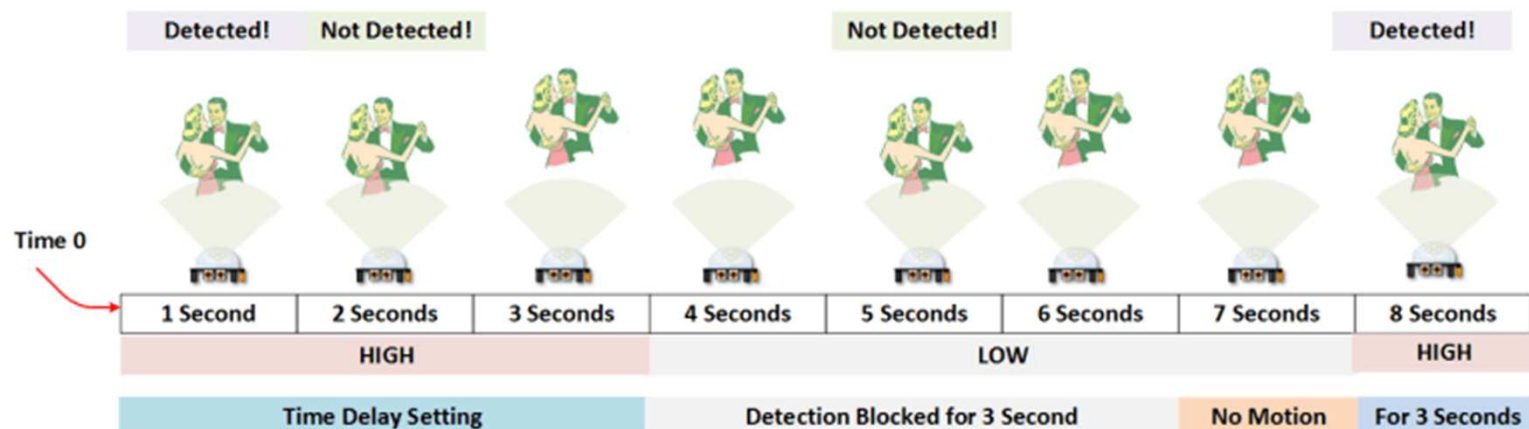 Detected!
Not Detected!
Not Detected!
Detected!
Time 0
1 Second
2 Seconds
3 Seconds
4 Seconds
5 Seconds
6 Seconds
7 Seconds
8 Seconds
HIGH
LOW
HIGH
Time Delay Setting
Detection Blocked for 3 Second
No Motion
For 3 Seconds